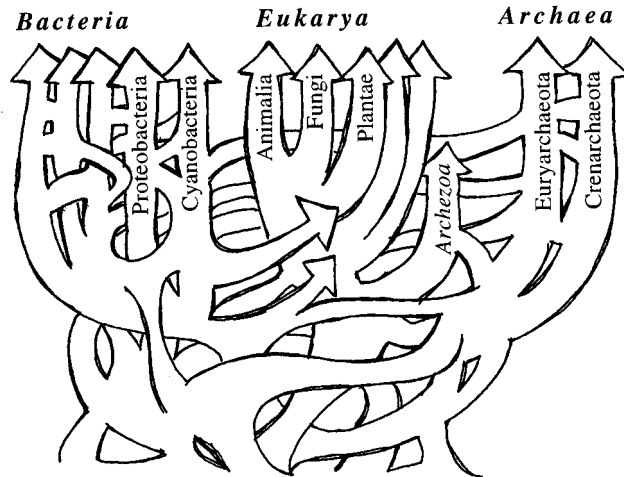 Bacteria
Eukarya
Archaea
Proteobacteria
Cyanobacteria
Animalia
Fungi
Plantae
Archezoa
Euryarchaeota
Crenarchaeota